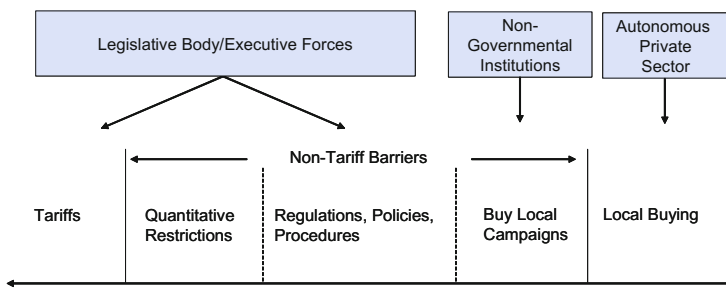 Legislative Body/Executive Forces
Non-
Governmental
Institutions
Autonomous
Private
Sector
Non-Tariff Barriers
Tariffs
Quantitative
Restrictions
Regulations, Policies,
Procedures
Buy Local
Campaigns
Local Buying